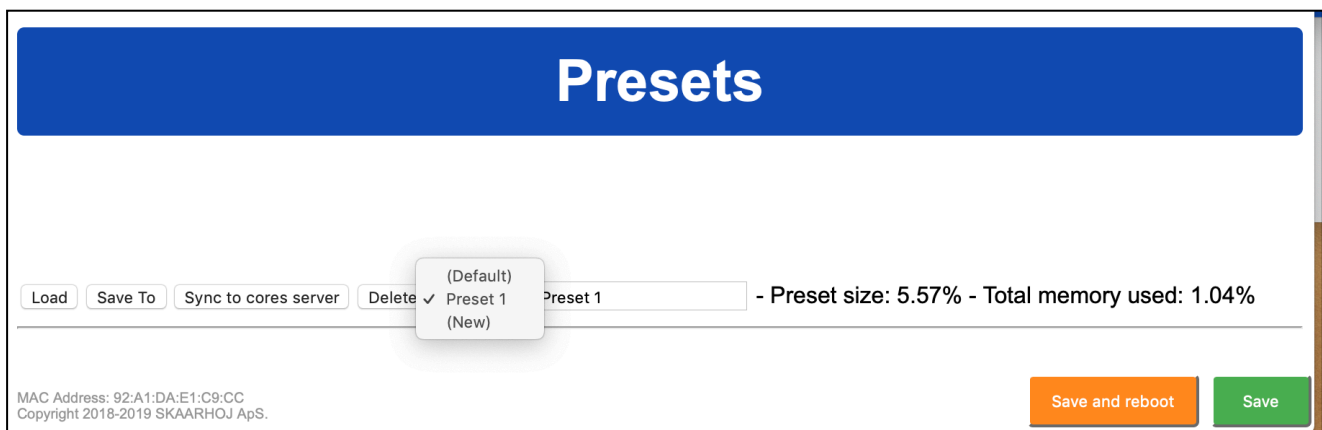 Presets
(Default)
Load Save To Sync to cores server Delete ✓ Preset 1 Preset 1 - Preset size: 5.57% - Total memory used: 1.04%
(New)
MAC Address: 92:A1:DA:E1:C9:CC
Copyright 2018-2019 SKAARHOJ ApS.
Save and reboot Save